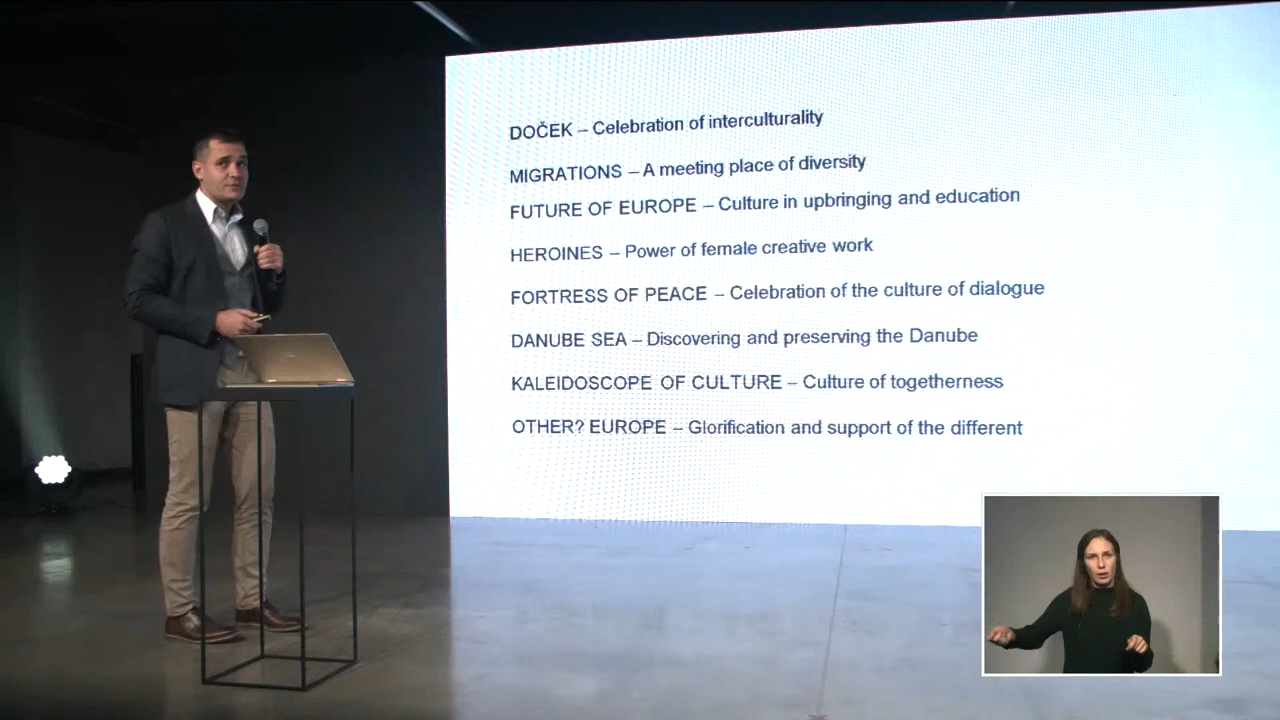 DOČEK – Celebration of interculturality
MIGRATIONS – A meeting place of diversity
FUTURE OF EUROPE – Culture in upbringing and education
HEROINES – Power of female creative work
FORTRESS OF PEACE – Celebration of the culture of dialogue
DANUBE SEA – Discovering and preserving the Danube
KALEIDOSCOPE OF CULTURE – Culture of togetherness
OTHER? EUROPE – Glorification and support of the different